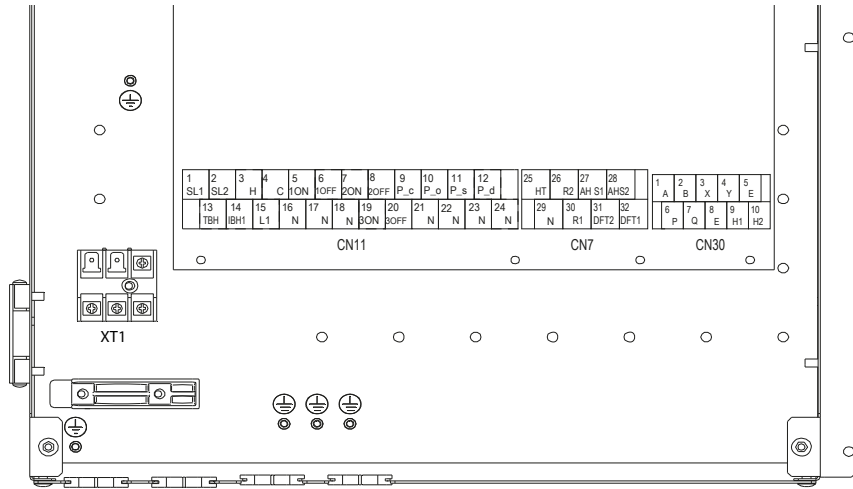 1 2 3 4 5 6 7 8 9 10 11 12
SL1 SL2 H C 1ON 1OFF 2ON 2OFF P_c P_o P_s P_d
13 14 15 16 17 18 19 20 21 22 23 24
TBH IBH1 L1 N N N 3ON 3OFF N N N N
CN11
25 26 27 28
HT R2 AH S1 AHS2
29 30 31 32
N R1 DFT2 DFT1
CN7
1 2 3 4 5
A B X Y E
6 7 8 9 10
P Q E H1 H2
CN30
XT1